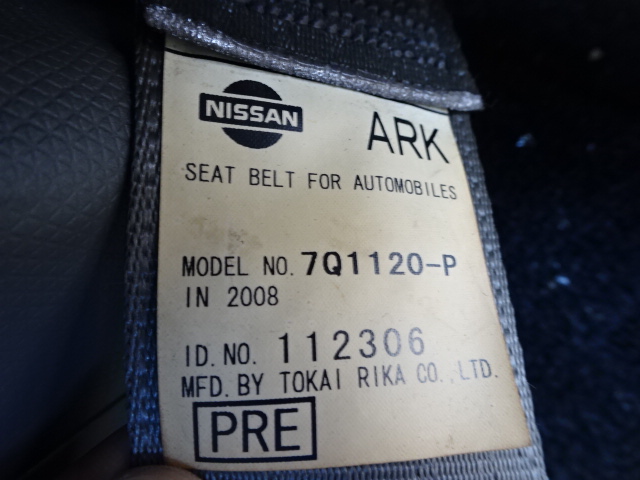 NISSAN ARK
SEAT BELT FOR AUTOMOBILES
MODEL NO. 7Q1120-P
IN 2008
ID. NO. 112306
MFD. BY TOKAI RIKA CO., LTD.
PRE